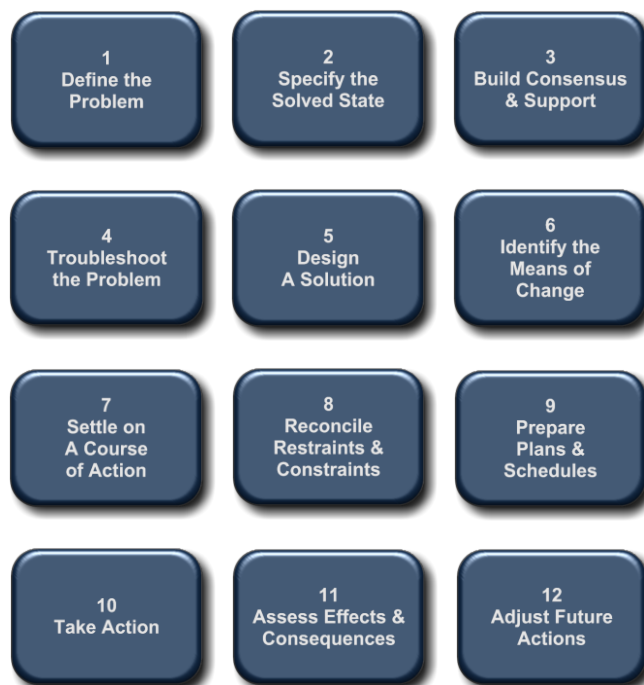 1
Define the
Problem
2
Specify the
Solved State
3
Build Consensus
& Support
4
Troubleshoot
the Problem
5
Design
A Solution
6
Identify the
Means of
Change
7
Settle on
A Course
of Action
8
Reconcile
Restraints &
Constraints
9
Prepare
Plans &
Schedules
10
Take Action
11
Assess Effects &
Consequences
12
Adjust Future
Actions